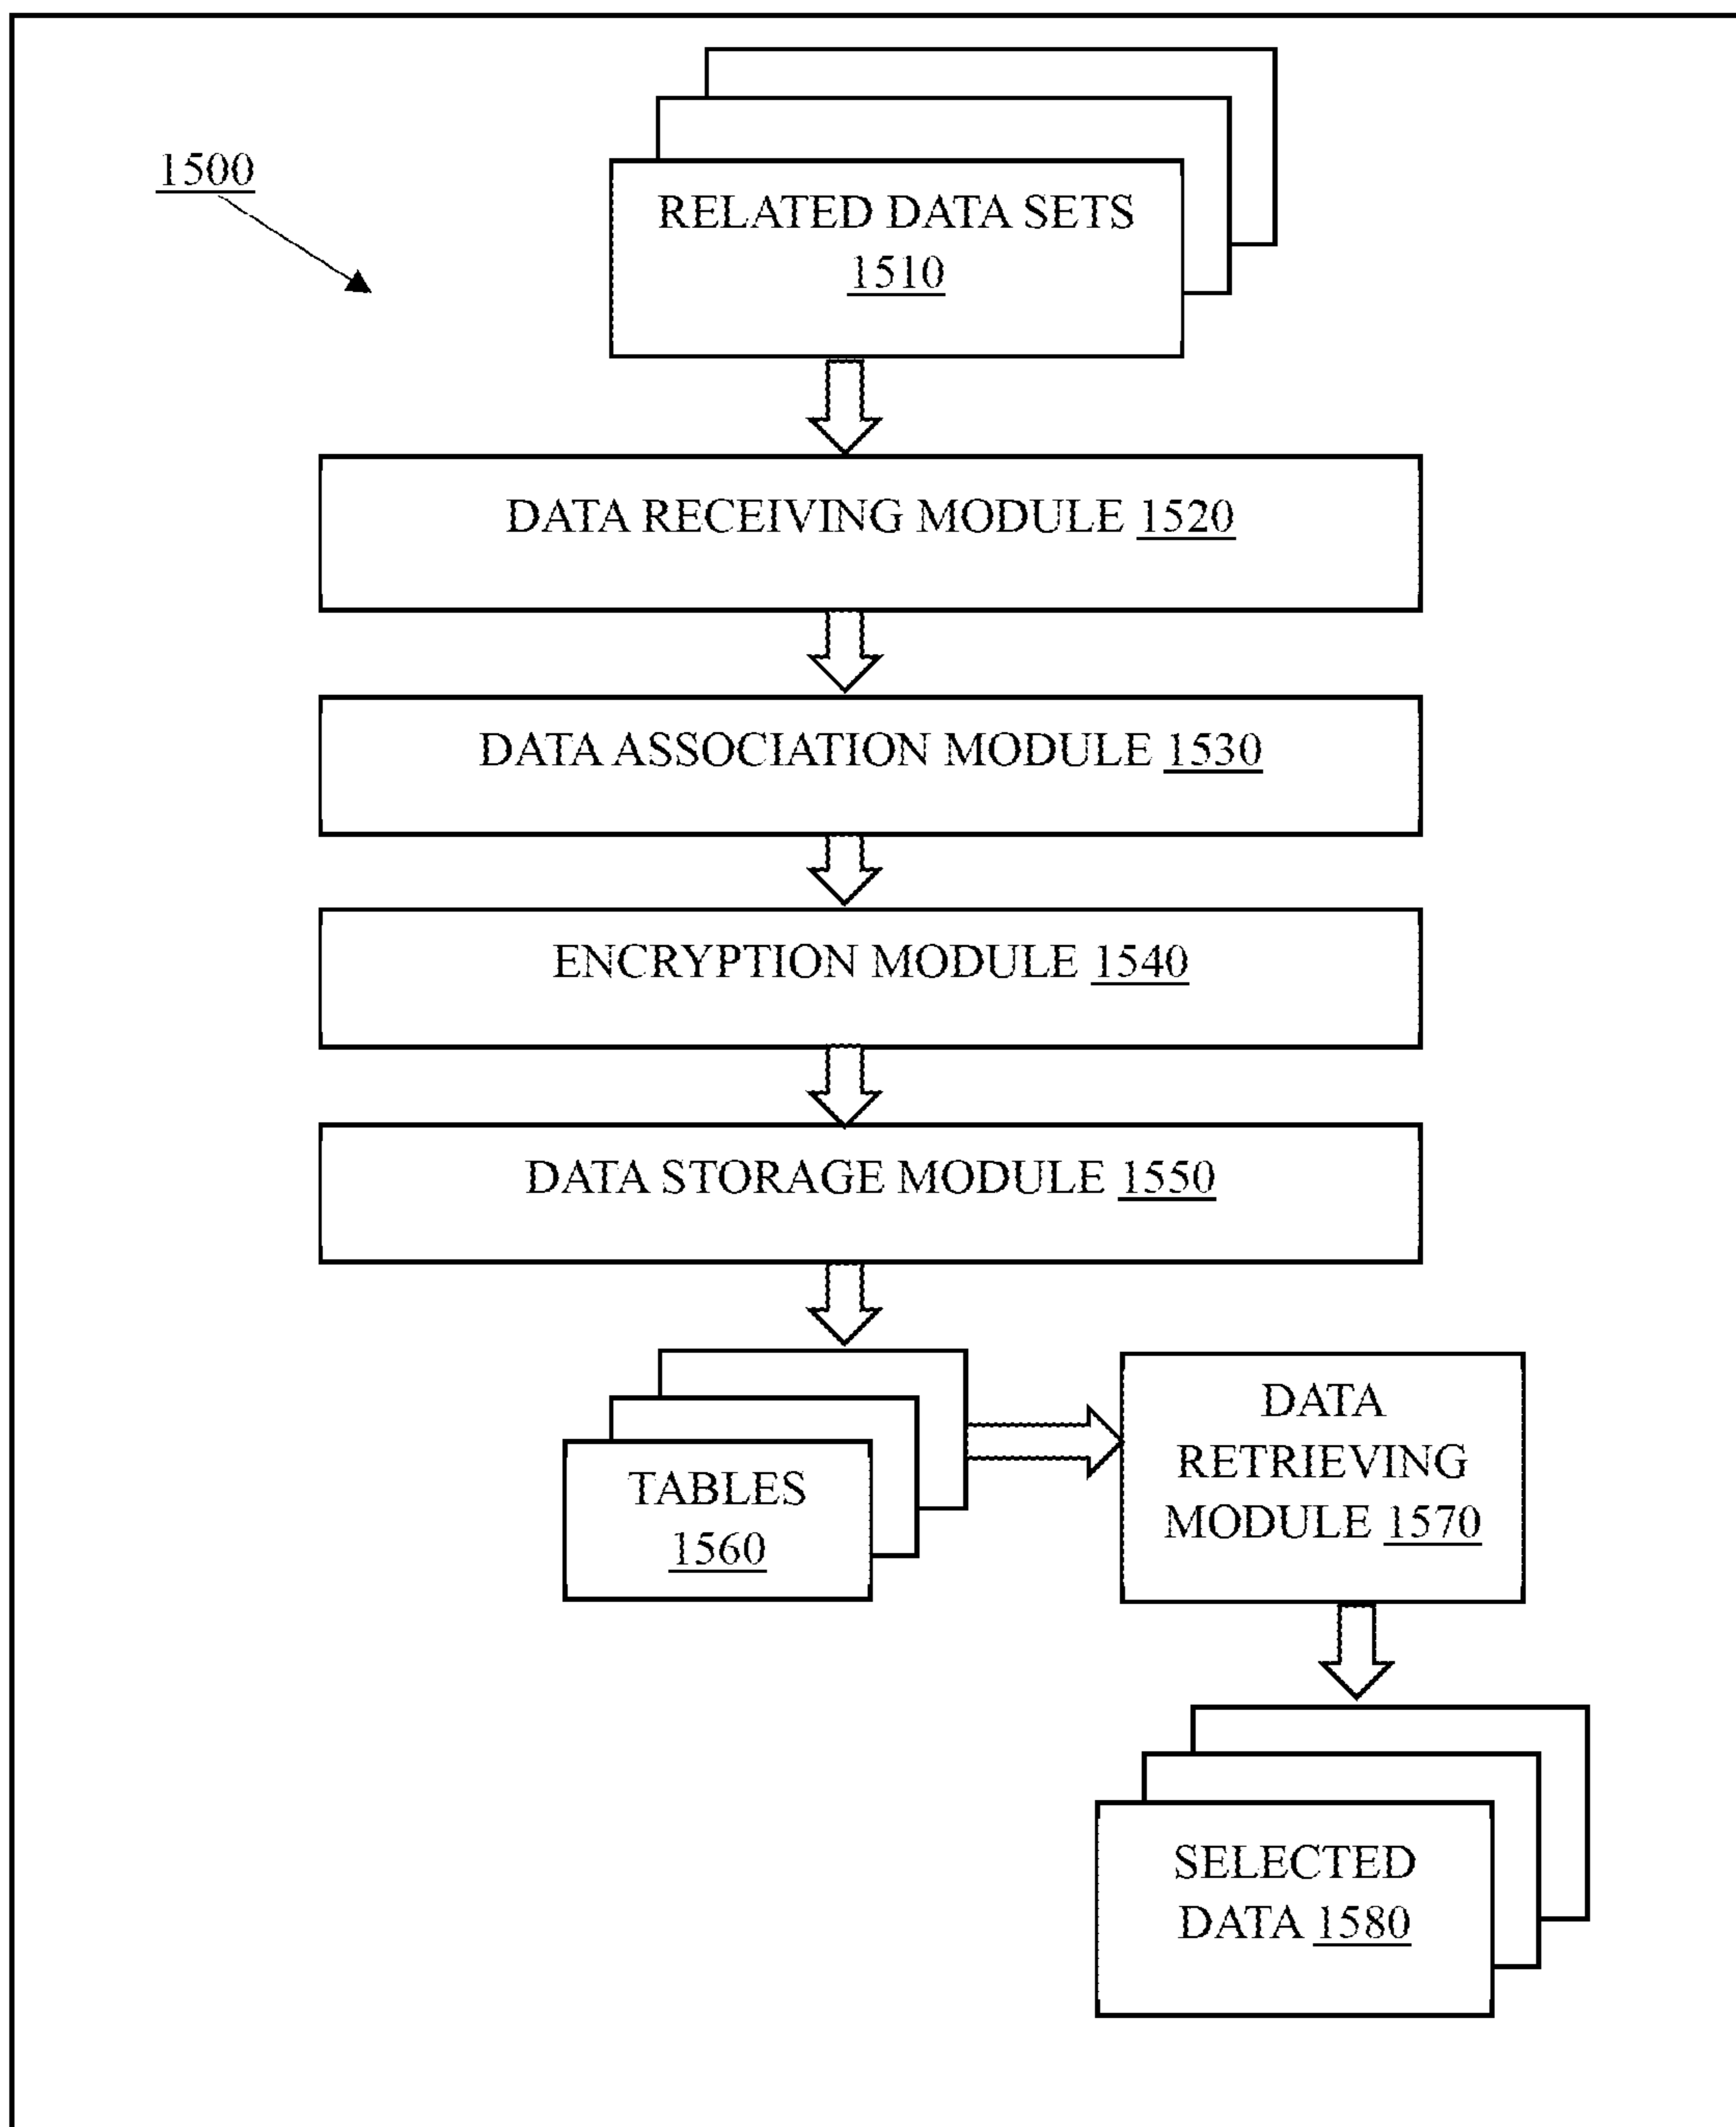 1500
RELATED DATA SETS
1510
DATA RECEIVING MODULE 1520
DATA ASSOCIATION MODULE 1530
ENCRYPTION MODULE 1540
DATA STORAGE MODULE 1550
TABLES
1560
DATA
RETRIEVING
MODULE 1570
SELECTED
DATA 1580